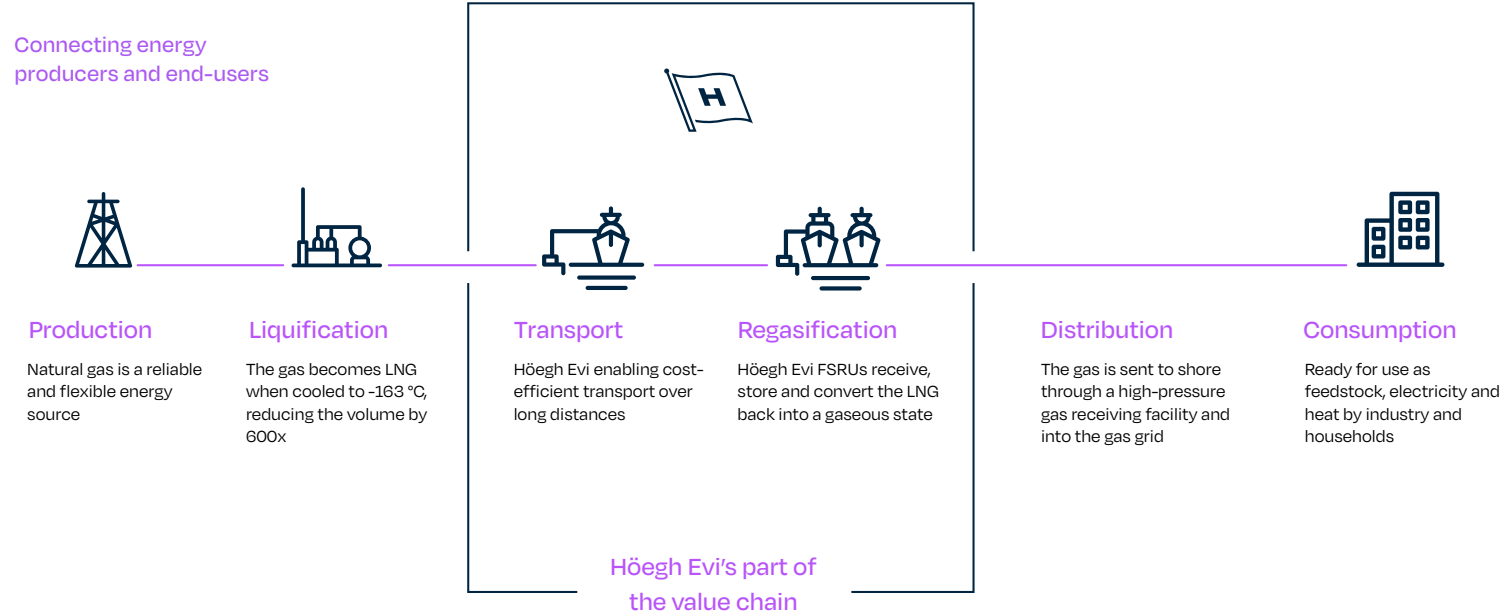 Connecting energy
producers and end-users
H
Production
Natural gas is a reliable
and flexible energy
source
Liquification
The gas becomes LNG
when cooled to -163 °C,
reducing the volume by
600x
Transport
Höegh Evi enabling cost-
efficient transport over
long distances
Regasification
Höegh Evi FSRUs receive,
store and convert the LNG
back into a gaseous state
Distribution
The gas is sent to shore
through a high-pressure
gas receiving facility and
into the gas grid
Consumption
Ready for use as
feedstock, electricity and
heat by industry and
households
Höegh Evi’s part of
the value chain